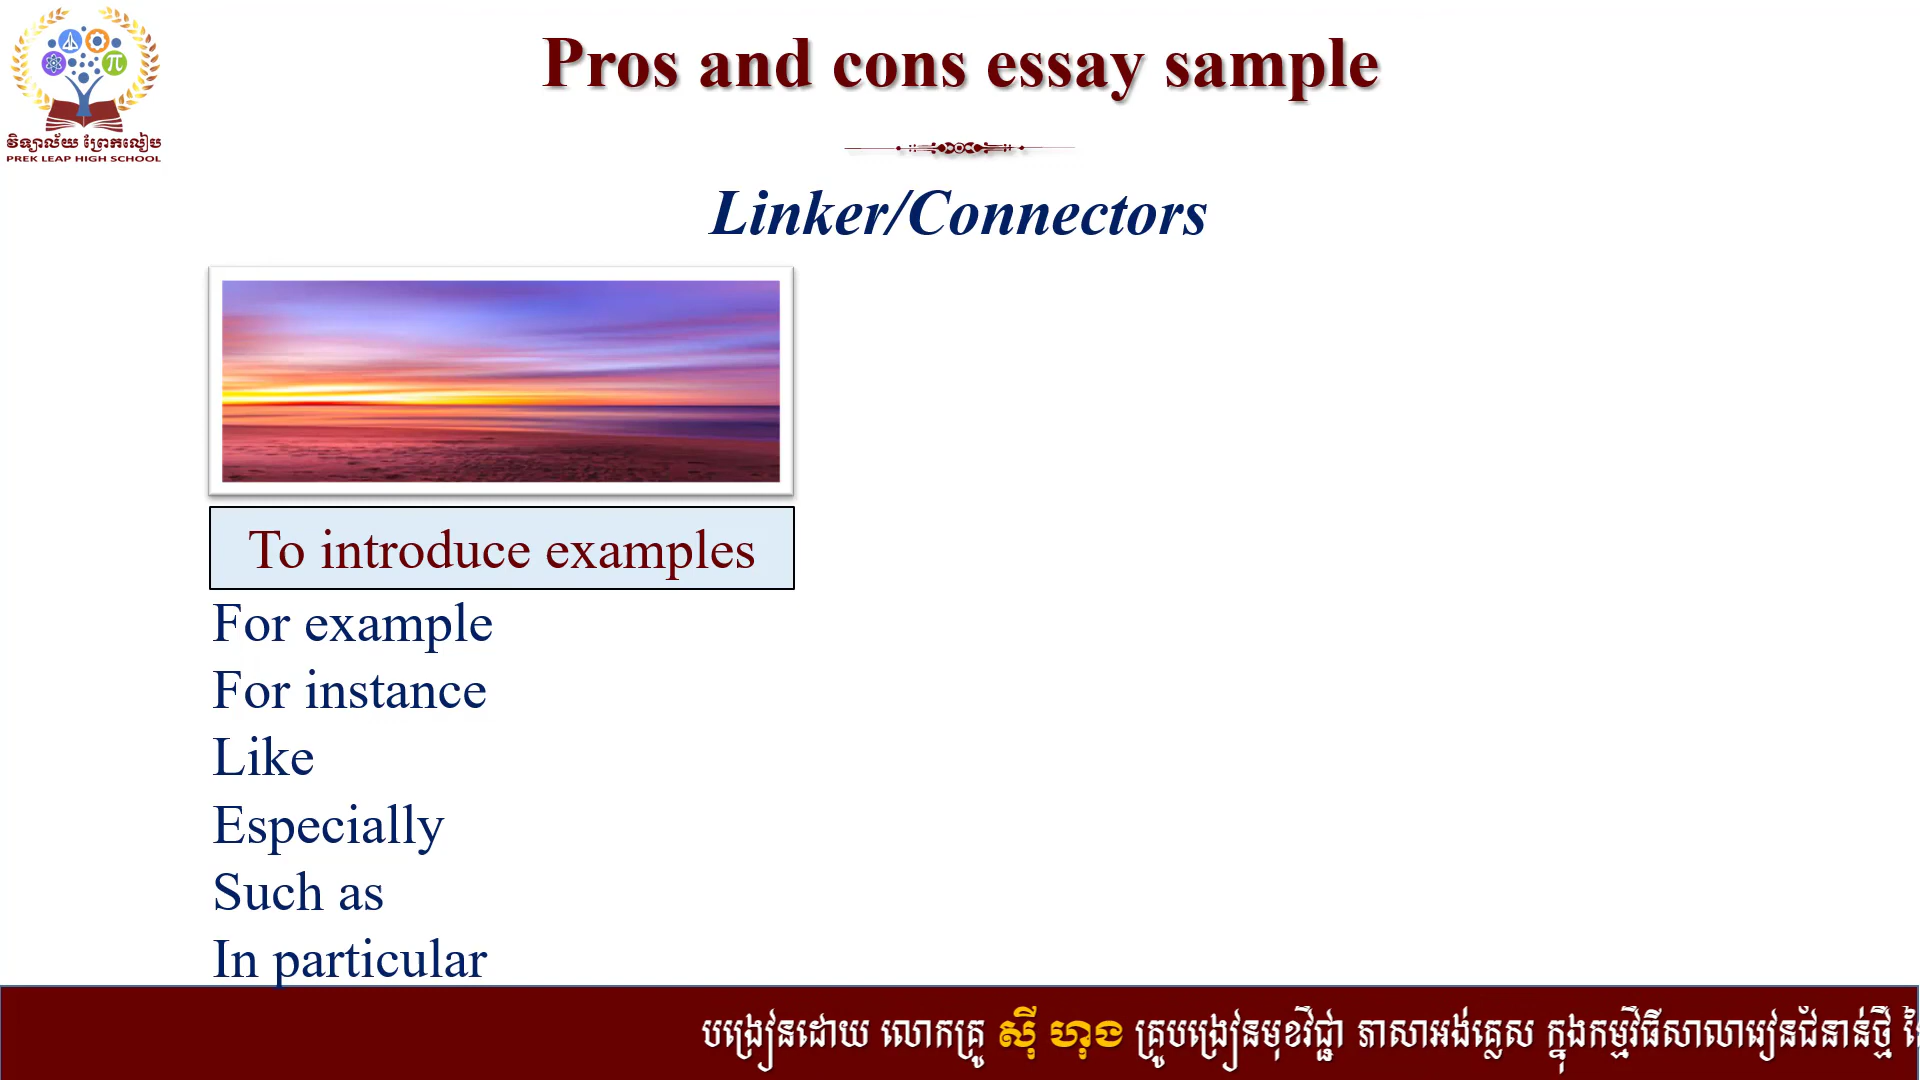 វិទ្យាល័យ ព្រែកលៀប
PREK LEAP HIGH SCHOOL
Pros and cons essay sample
Linker/Connectors
To introduce examples
For example
For instance
Like
Especially
Such as
In particular
បង្រៀនដោយ លោកគ្រូ ស៊ី ហុង គ្រូបង្រៀនមុខវិជ្ជា ភាសាអង់គ្លេស ក្នុងកម្មវិធីសាលារៀនជំនាន់ថ្មី